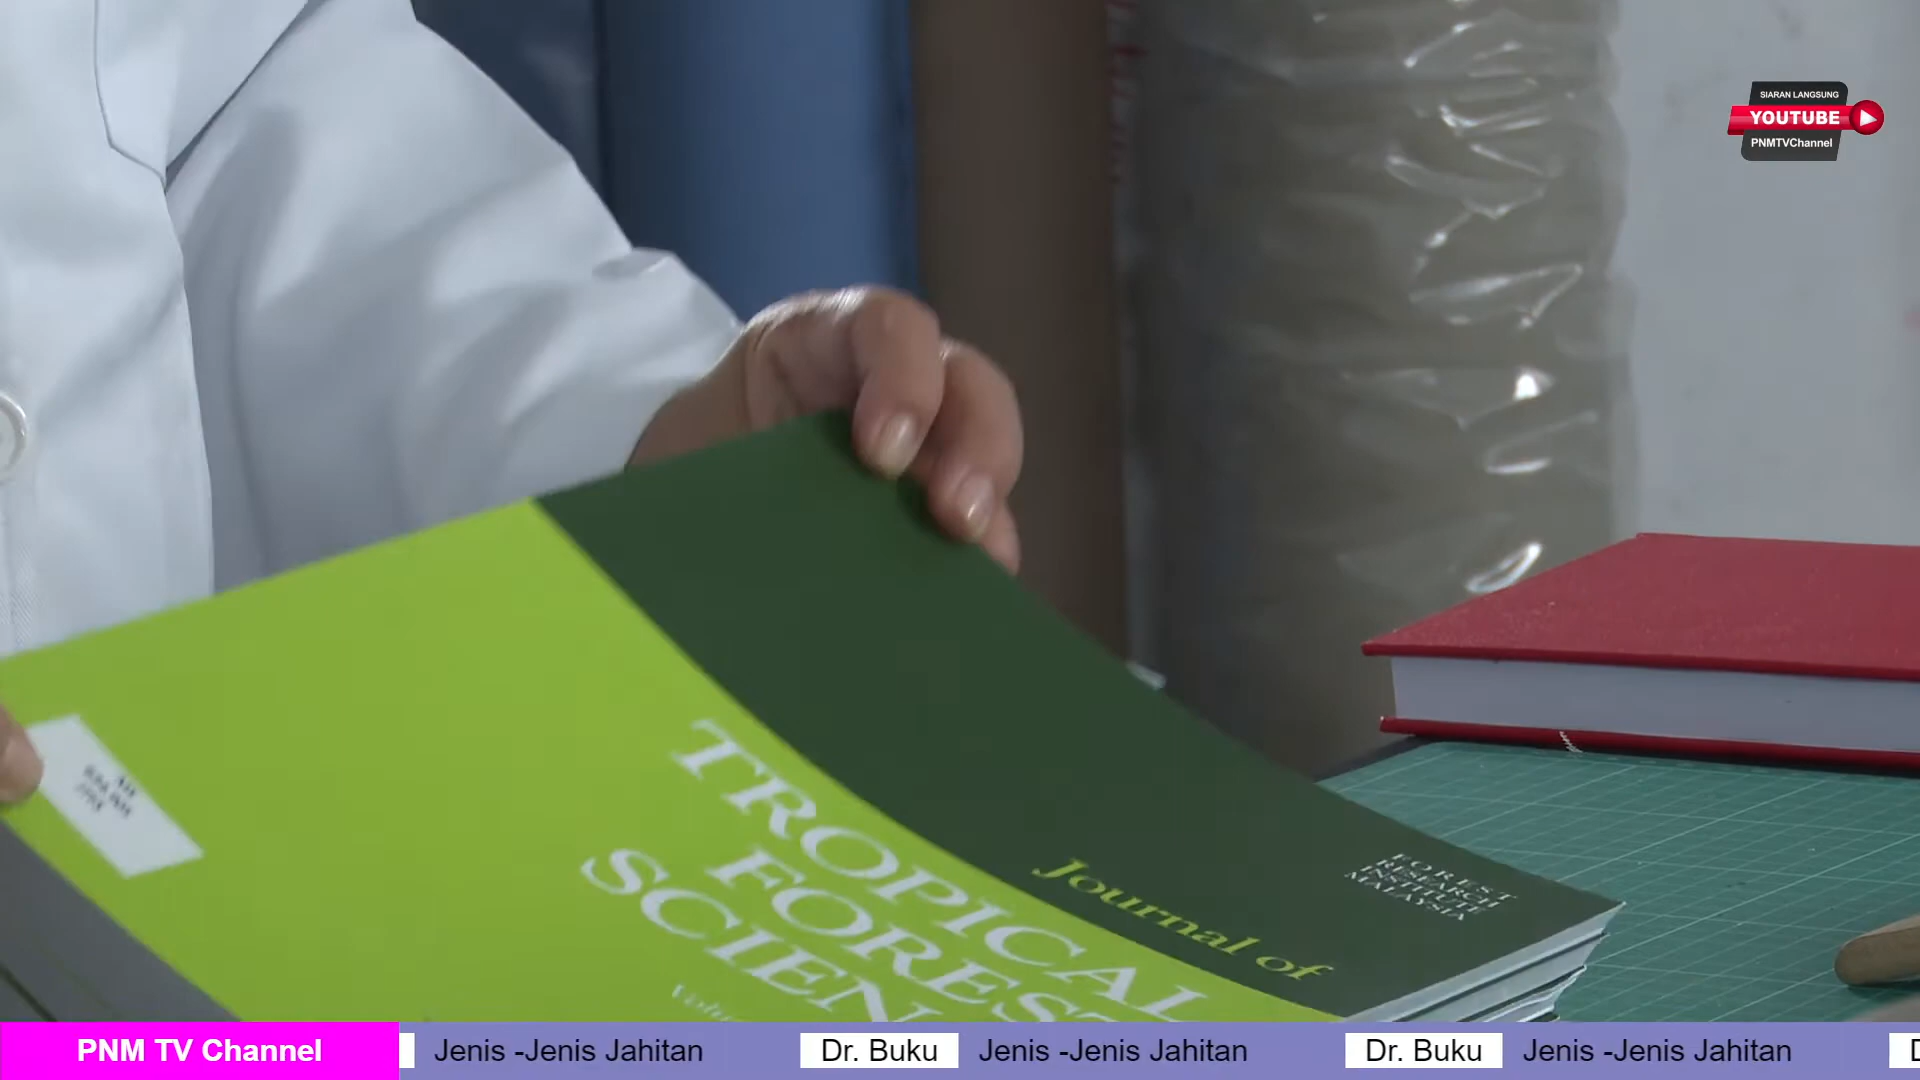 SIARAN LANGSUNG
YOUTUBE
PNMTVChannel
FOREST
RESEARCH
INSTITUTE
MALAYSIA
Journal of
TROPICAL
FOREST
SCIEN
PNM TV Channel
Jenis -Jenis Jahitan
Dr. Buku
Jenis -Jenis Jahitan
Dr. Buku
Jenis -Jenis Jahitan